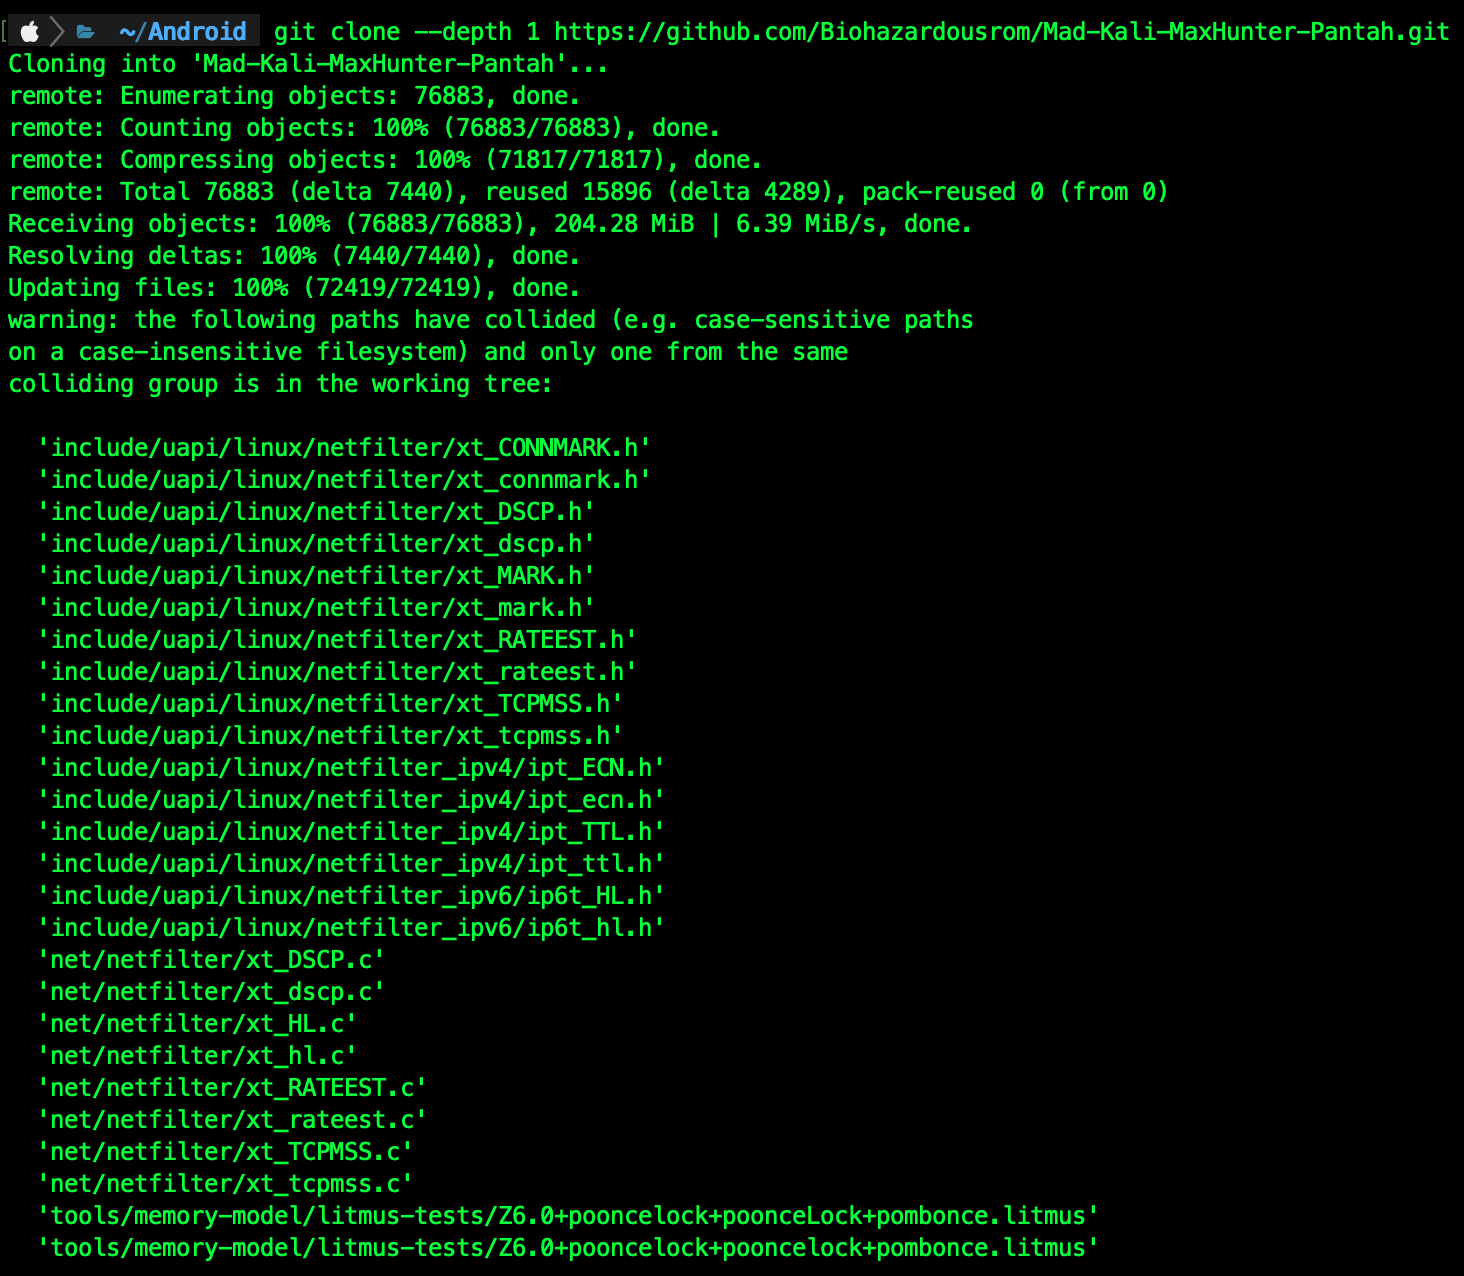 ~/Android git clone --depth 1 https://github.com/Biohazardousrom/Mad-Kali-MaxHunter-Pantah.git
Cloning into 'Mad-Kali-MaxHunter-Pantah'...
remote: Enumerating objects: 76883, done.
remote: Counting objects: 100% (76883/76883), done.
remote: Compressing objects: 100% (71817/71817), done.
remote: Total 76883 (delta 7440), reused 15896 (delta 4289), pack-reused 0 (from 0)
Receiving objects: 100% (76883/76883), 204.28 MiB | 6.39 MiB/s, done.
Resolving deltas: 100% (7440/7440), done.
Updating files: 100% (72419/72419), done.
warning: the following paths have collided (e.g. case-sensitive paths
on a case-insensitive filesystem) and only one from the same
colliding group is in the working tree:
'include/uapi/linux/netfilter/xt_CONNMARK.h'
'include/uapi/linux/netfilter/xt_connmark.h'
'include/uapi/linux/netfilter/xt_DSCP.h'
'include/uapi/linux/netfilter/xt_dscp.h'
'include/uapi/linux/netfilter/xt_MARK.h'
'include/uapi/linux/netfilter/xt_mark.h'
'include/uapi/linux/netfilter/xt_RATEEST.h'
'include/uapi/linux/netfilter/xt_rateest.h'
'include/uapi/linux/netfilter/xt_TCPMSS.h'
'include/uapi/linux/netfilter/xt_tcpmss.h'
'include/uapi/linux/netfilter_ipv4/ipt_ECN.h'
'include/uapi/linux/netfilter_ipv4/ipt_ecn.h'
'include/uapi/linux/netfilter_ipv4/ipt_TTL.h'
'include/uapi/linux/netfilter_ipv4/ipt_ttl.h'
'include/uapi/linux/netfilter_ipv6/ip6t_HL.h'
'include/uapi/linux/netfilter_ipv6/ip6t_hl.h'
'net/netfilter/xt_DSCP.c'
'net/netfilter/xt_dscp.c'
'net/netfilter/xt_HL.c'
'net/netfilter/xt_hl.c'
'net/netfilter/xt_RATEEST.c'
'net/netfilter/xt_rateest.c'
'net/netfilter/xt_TCPMSS.c'
'net/netfilter/xt_tcpmss.c'
'tools/memory-model/litmus-tests/Z6.0+pooncelock+poonceLock+pombonce.litmus'
'tools/memory-model/litmus-tests/Z6.0+pooncelock+pooncelock+pombonce.litmus'